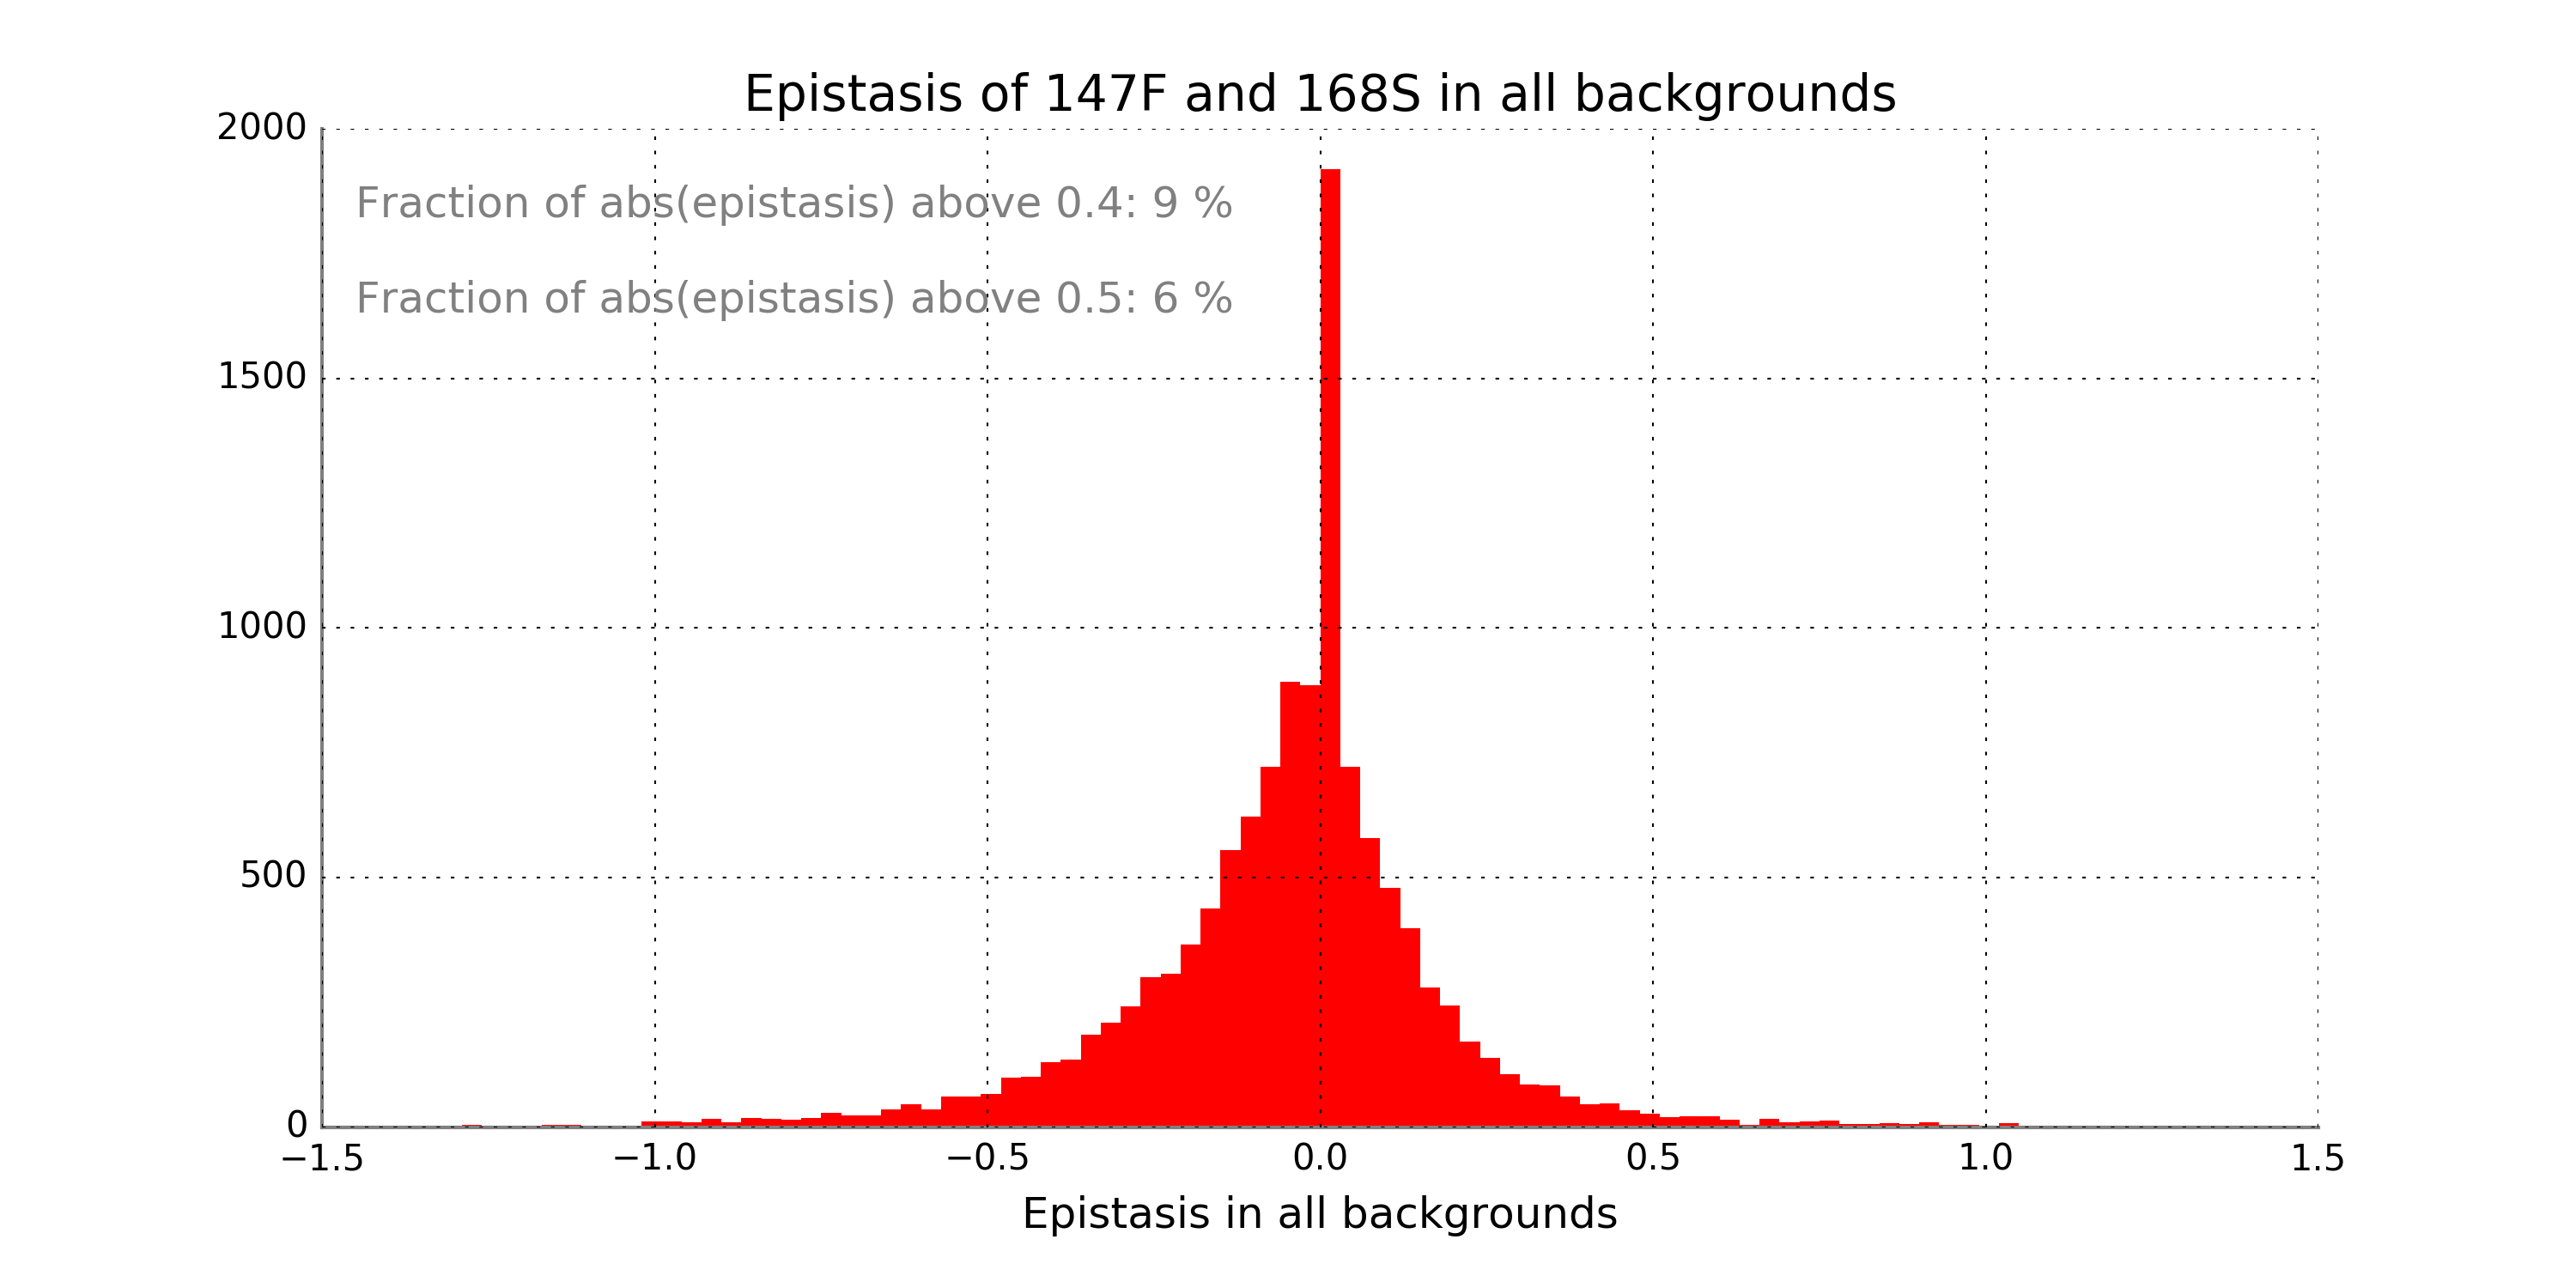 Epistasis of 147F and 168S in all backgrounds
2000
Fraction of abs(epistasis) above 0.4: 9 %
Fraction of abs(epistasis) above 0.5: 6 %
1500
1000
500
0
−1.5 −1.0 −0.5 0.0 0.5 1.0 1.5
Epistasis in all backgrounds